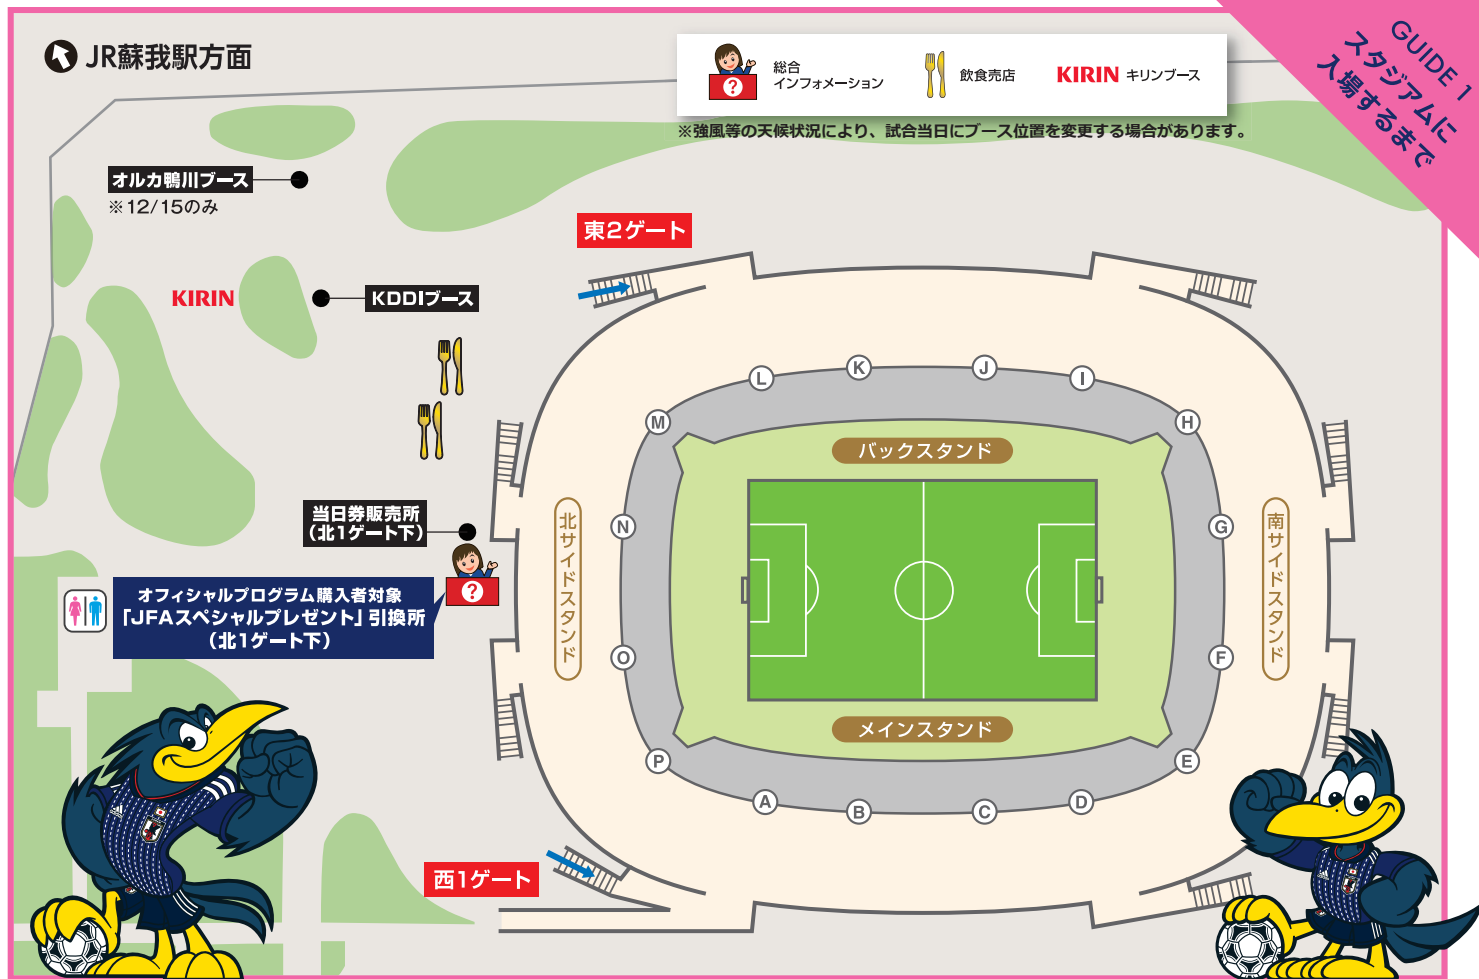 JR蘇我駅方面
総合
インフォメーション
飲食売店
KIRIN キリンブース
※強風等の天候状況により、試合当日にブース位置を変更する場合があります。
GUIDE 1
スタジアムに
入場するまで
オルカ鴨川ブース
※12/15のみ
東2ゲート
KIRIN
KDDIブース
L
K
J
I
M
H
バックスタンド
当日券販売所
(北1ゲート下)
北サイドスタンド
N
G
南サイドスタンド
?
オフィシャルプログラム購入者対象
「JFAスペシャルプレゼント」引換所
(北1ゲート下)
O
F
メインスタンド
P
E
A
B
C
D
西1ゲート